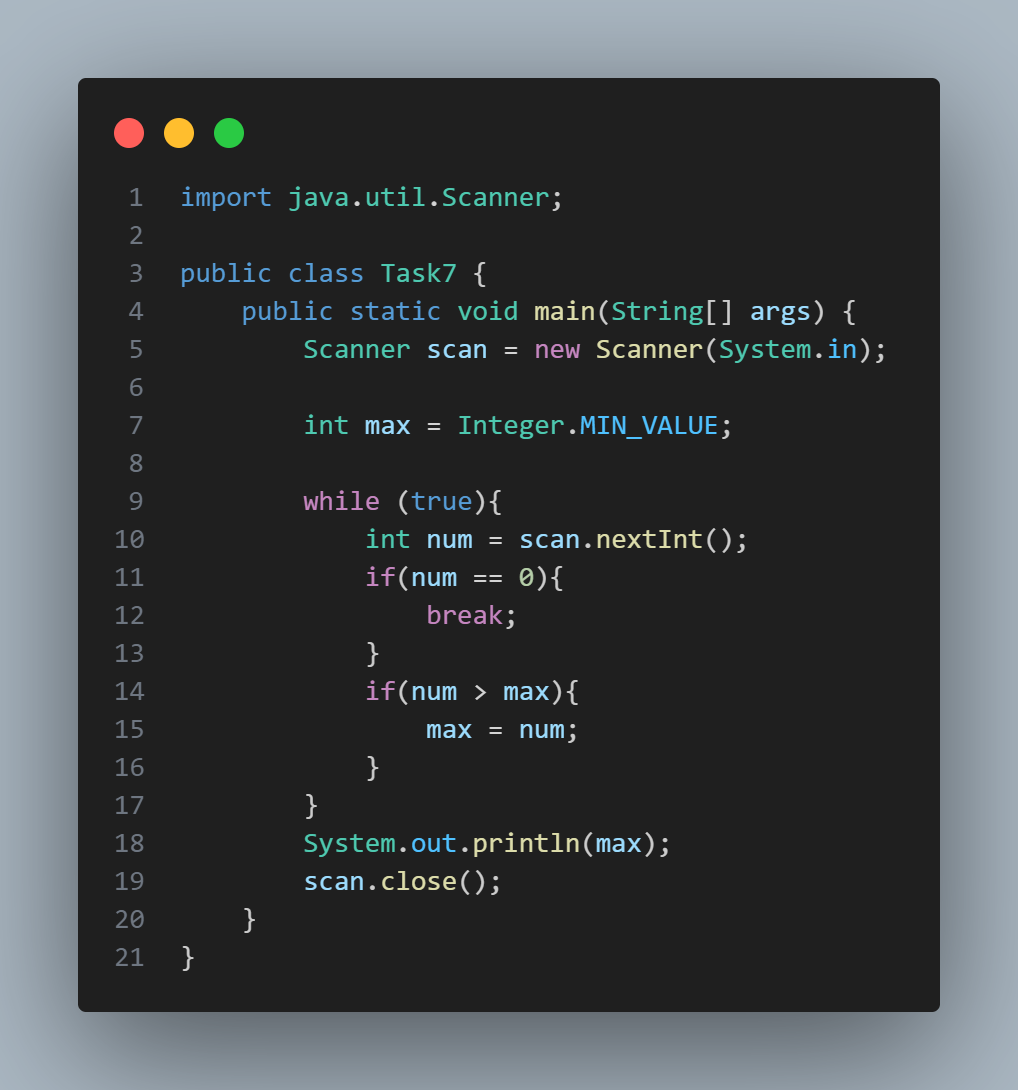 1 import java.util.Scanner;
2
3 public class Task7 {
4     public static void main(String[] args) {
5         Scanner scan = new Scanner(System.in);
6
7         int max = Integer.MIN_VALUE;
8
9         while (true){
10             int num = scan.nextInt();
11             if(num == 0){
12                 break;
13             }
14             if(num > max){
15                 max = num;
16             }
17         }
18         System.out.println(max);
19         scan.close();
20     }
21 }